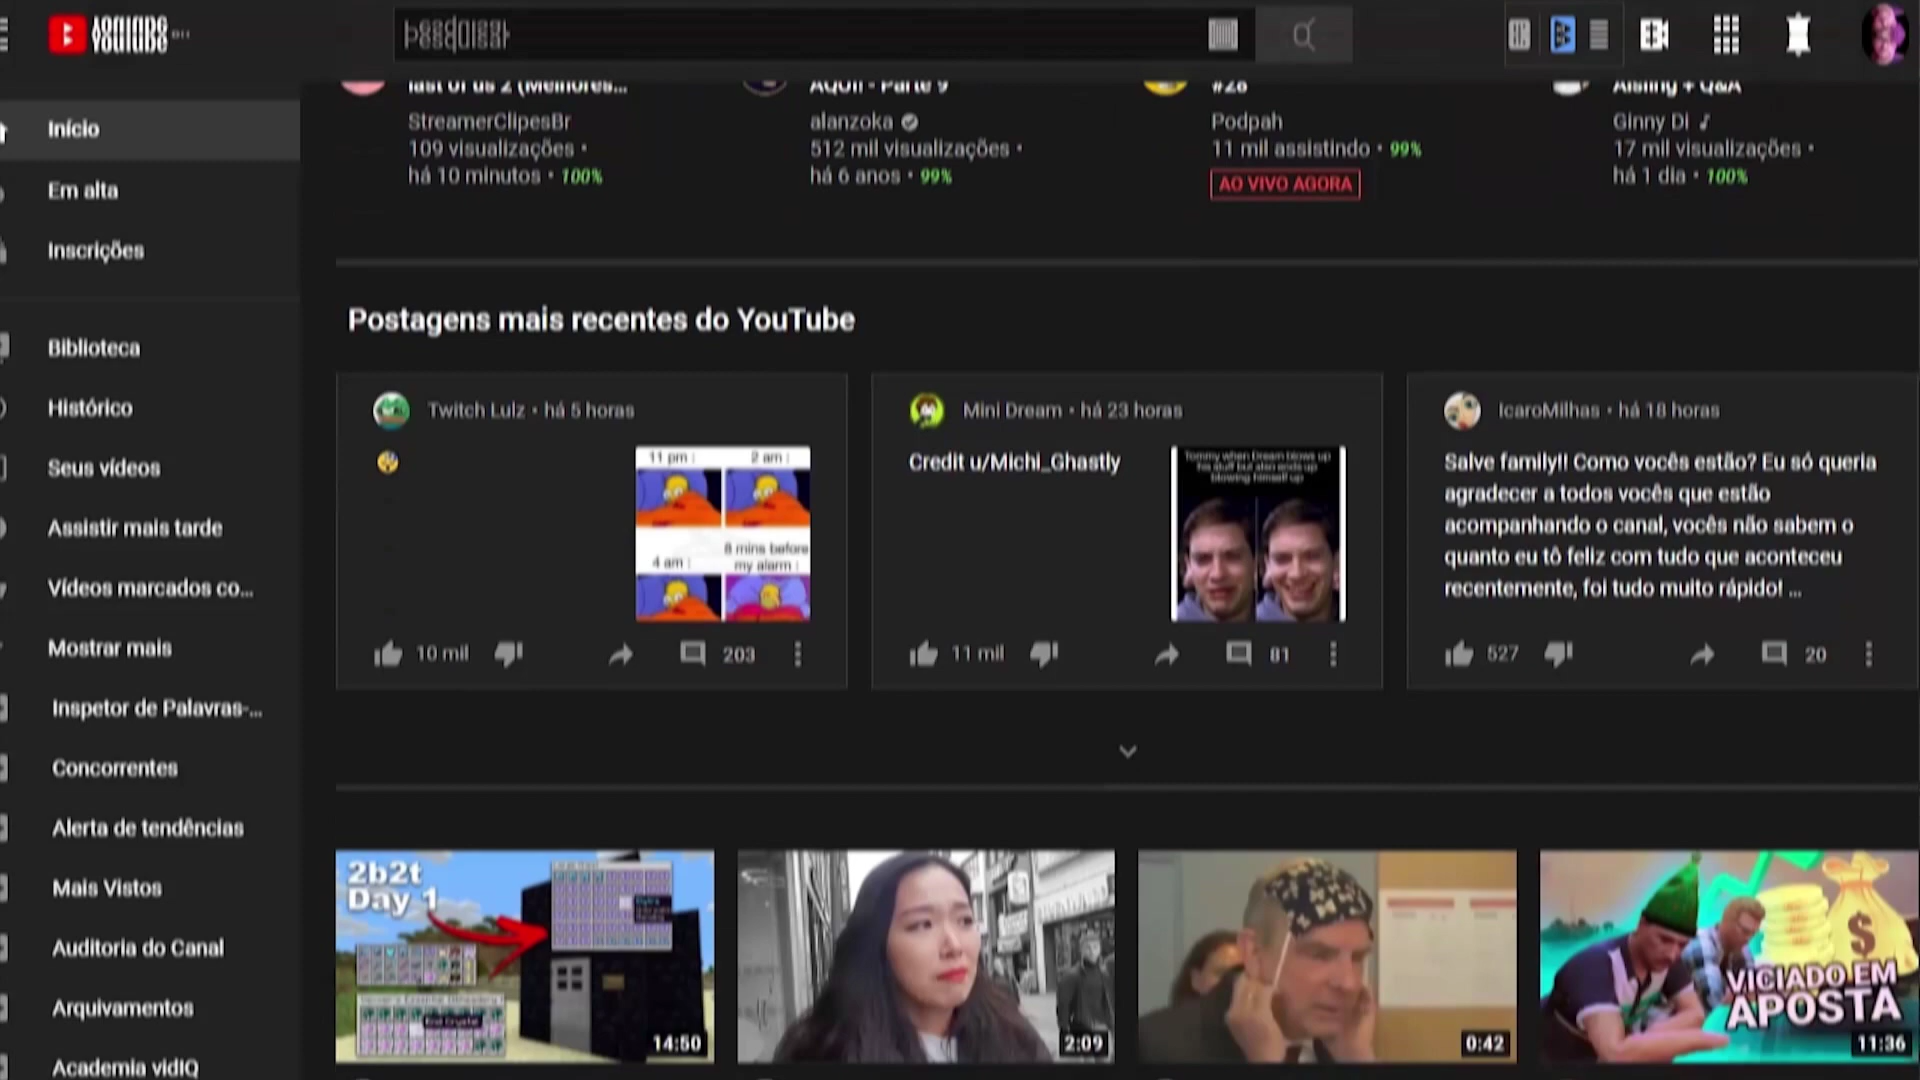 YouTube
Pesquisar
Início
Em alta
Inscrições
Biblioteca
Histórico
Seus vídeos
Assistir mais tarde
Vídeos marcados co...
Mostrar mais
Inspetor de Palavras-...
Concorrentes
Alerta de tendências
Mais Vistos
Auditoria do Canal
Arquivamentos
Academia vidIQ
last of us 2 (Melhores...
StreamerClipesBr
109 visualizações •
há 10 minutos • 100%
AQUI! - Parte 9
alanzoka
512 mil visualizações •
há 6 anos • 99%
#28
Podpah
11 mil assistindo • 99%
AO VIVO AGORA
Aisling + Q&A
Ginny Di ♪
17 mil visualizações •
há 1 dia • 100%
Postagens mais recentes do YouTube
Twitch Lulz • há 5 horas
11 pm :
2 am :
4 am :
8 mins before
my alarm :
10 mil
203
Mini Dream • há 23 horas
Credit u/Michi_Ghastly
Tommy when Dream blows up
his stuff but also ends up
blowing himself up
11 mil
81
IcaroMilhas • há 18 horas
Salve family!! Como vocês estão? Eu só queria
agradecer a todos vocês que estão
acompanhando o canal, vocês não sabem o
quanto eu tô feliz com tudo que aconteceu
recentemente, foi tudo muito rápido! ...
527
20
2b2t
Day 1
End Crystal
14:50
2:09
0:42
$
VICIADO EM
APOSTA
11:36